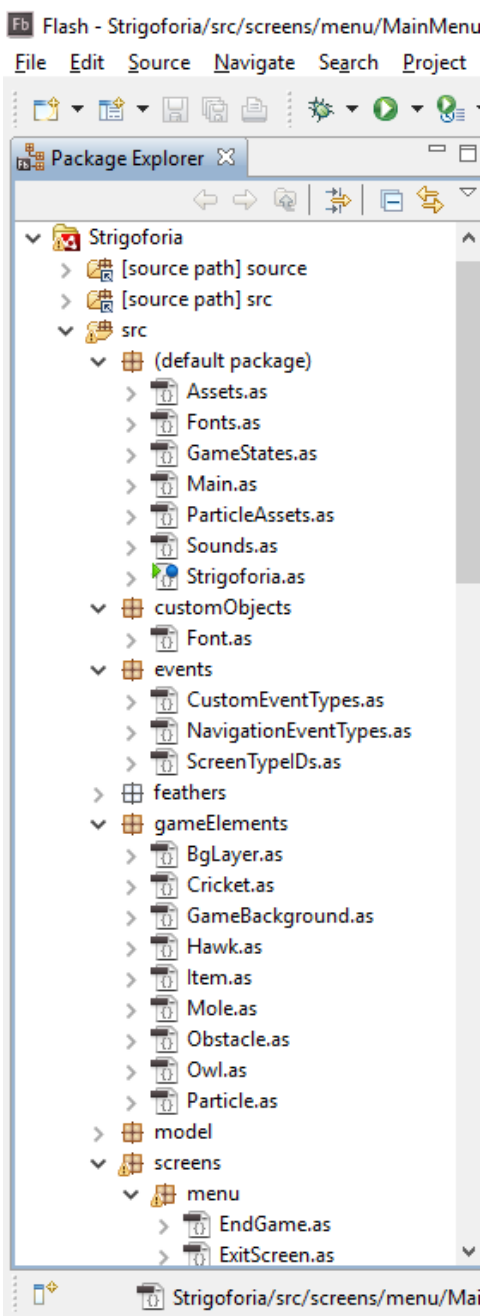 Fb Flash - Strigoforia/src/screens/menu/MainMenu
File Edit Source Navigate Search Project
Package Explorer
Strigoforia
[source path] source
[source path] src
src
(default package)
Assets.as
Fonts.as
GameStates.as
Main.as
ParticleAssets.as
Sounds.as
Strigoforia.as
customObjects
Font.as
events
CustomEventTypes.as
NavigationEventTypes.as
ScreenTypeIDs.as
feathers
gameElements
BgLayer.as
Cricket.as
GameBackground.as
Hawk.as
Item.as
Mole.as
Obstacle.as
Owl.as
Particle.as
model
screens
menu
EndGame.as
ExitScreen.as
Strigoforia/src/screens/menu/Mai